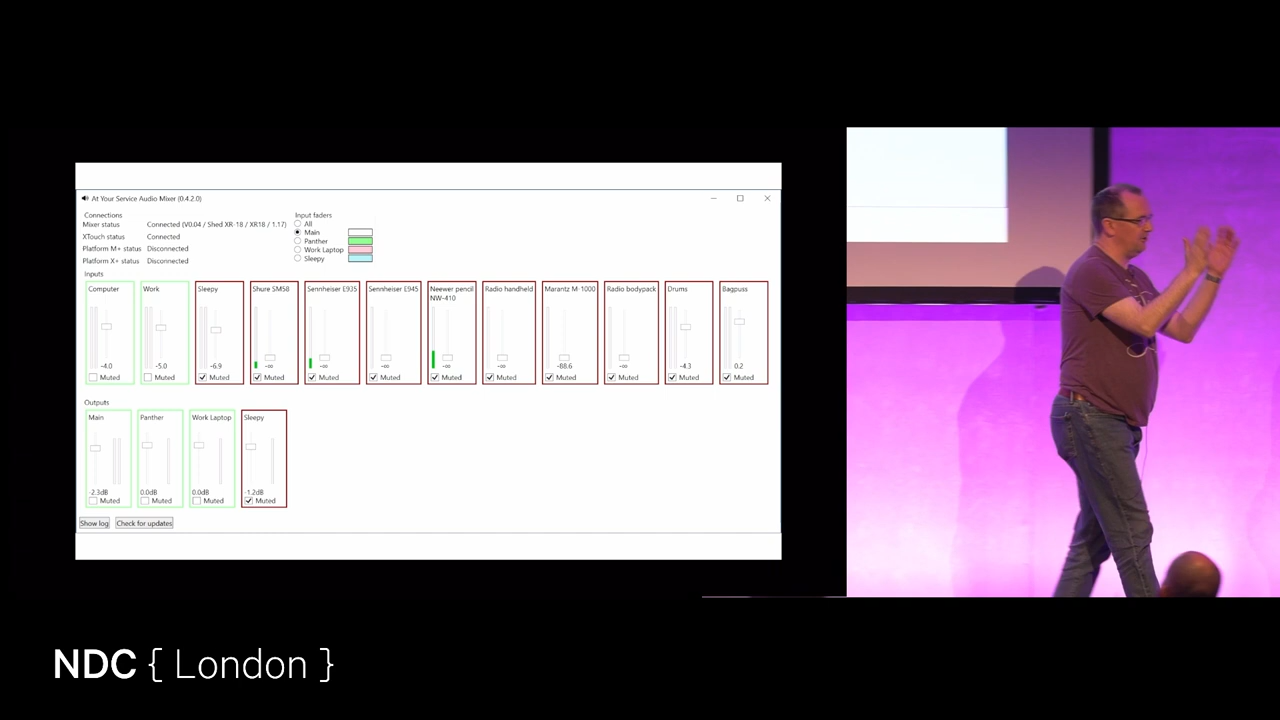 At Your Service Audio Mixer (0.4.2.0)
Connections
Mixer status Connected (V0.04 / Shed XR-18 / XR18 / 1.17)
XTouch status Connected
Platform M+ status Disconnected
Platform X+ status Disconnected
Input faders
All
Main
Panther
Work Laptop
Sleepy
Inputs
Computer Work Sleepy Shure SM58 Sennheiser E935 Sennheiser E945 Neewer pencil Radio handheld Marantz M-1000 Radio bodypack Drums Bagpuss
NW-410
-4.0 -5.0 -6.9 -∞ -∞ -∞ -∞ -∞ -88.6 -∞ -4.3 0.2
Muted Muted Muted Muted Muted Muted Muted Muted Muted Muted Muted Muted
Outputs
Main Panther Work Laptop Sleepy
-2.3dB 0.0dB 0.0dB -1.2dB
Muted Muted Muted Muted
Show log Check for updates
NDC { London }